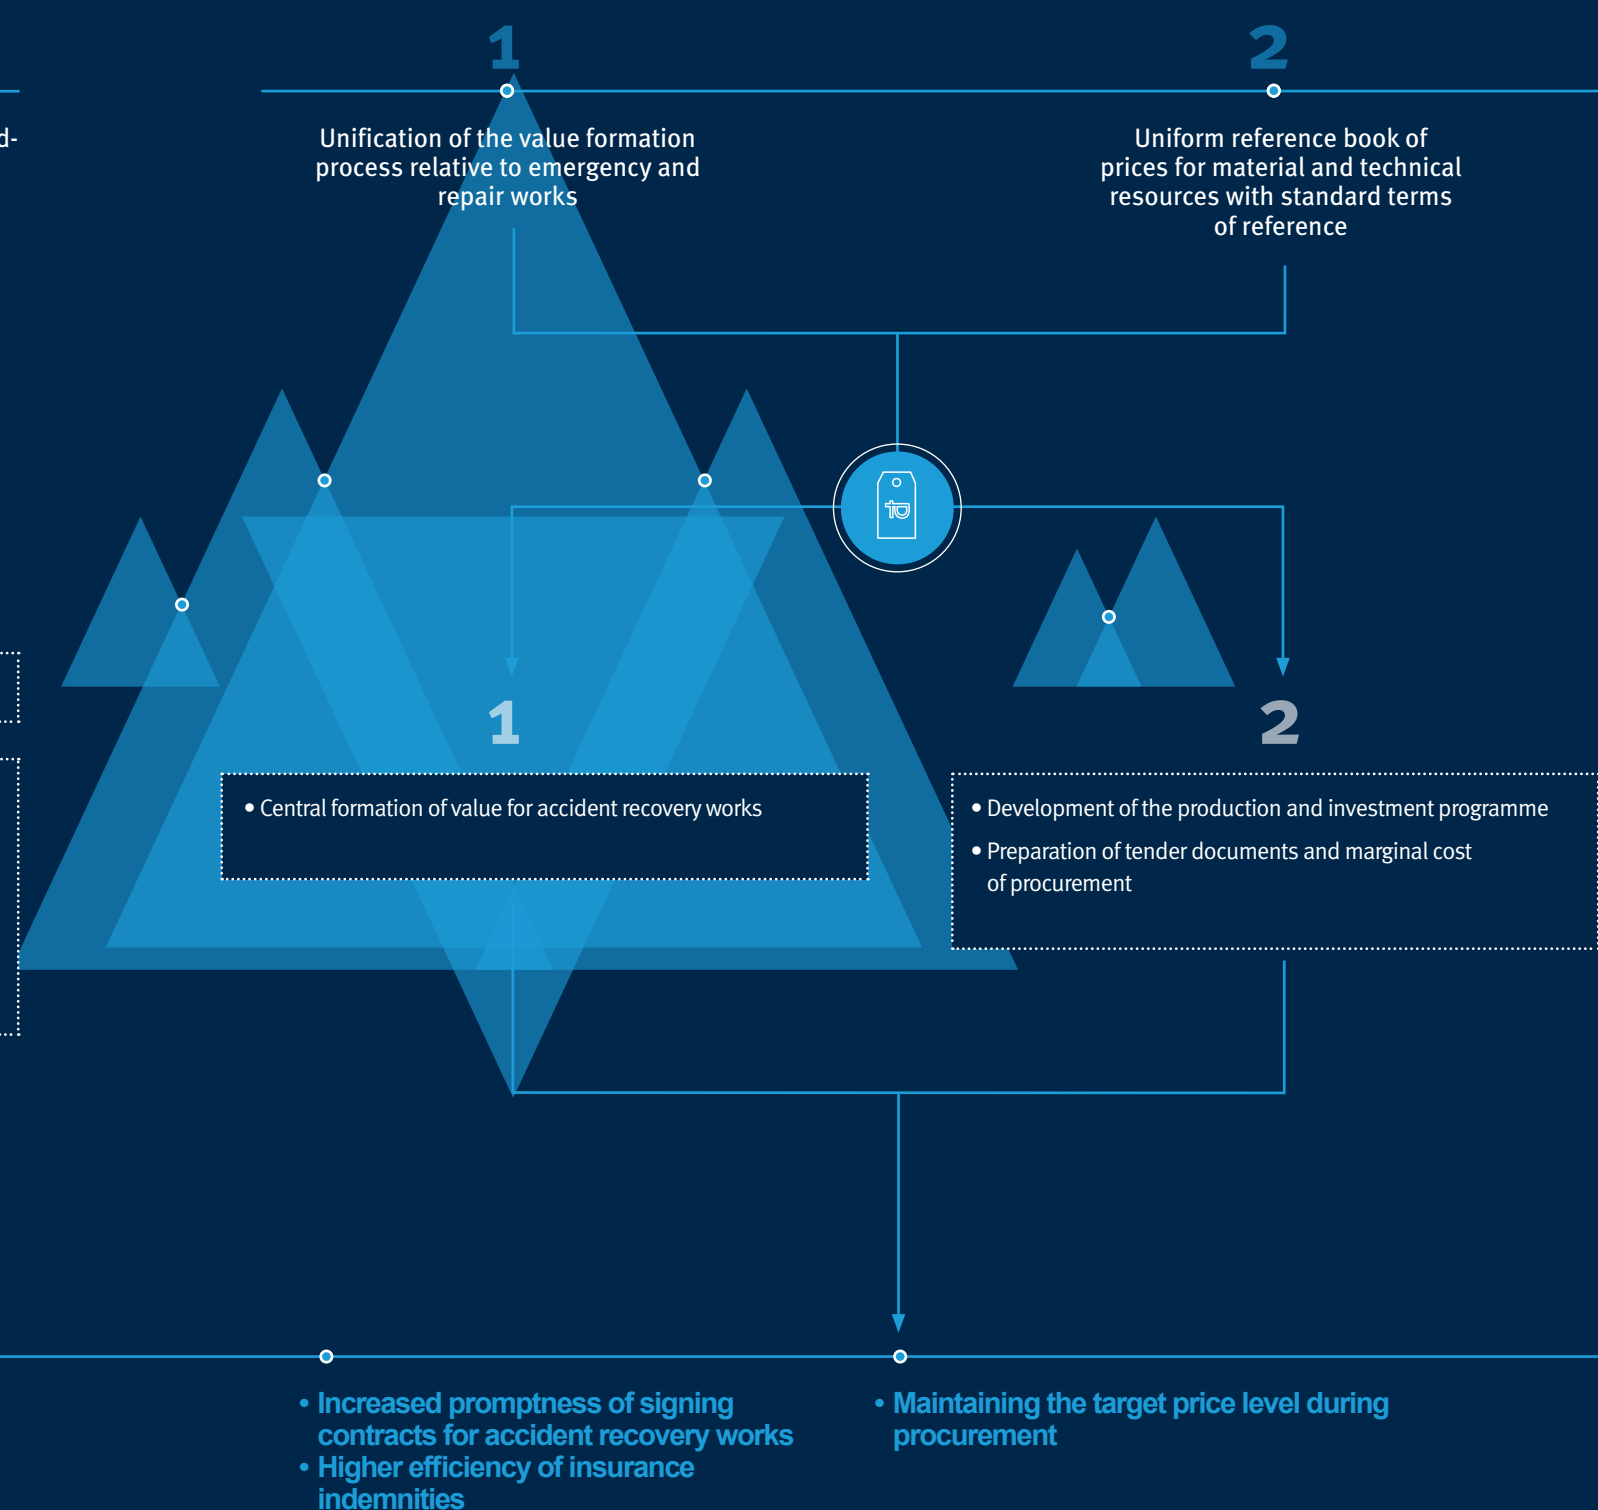 1
2
d-
Unification of the value formation
process relative to emergency and
repair works
Uniform reference book of
prices for material and technical
resources with standard terms
of reference
₽
1
2
• Central formation of value for accident recovery works
• Development of the production and investment programme
• Preparation of tender documents and marginal cost
of procurement
• Increased promptness of signing
contracts for accident recovery works
• Higher efficiency of insurance
indemnities
• Maintaining the target price level during
procurement